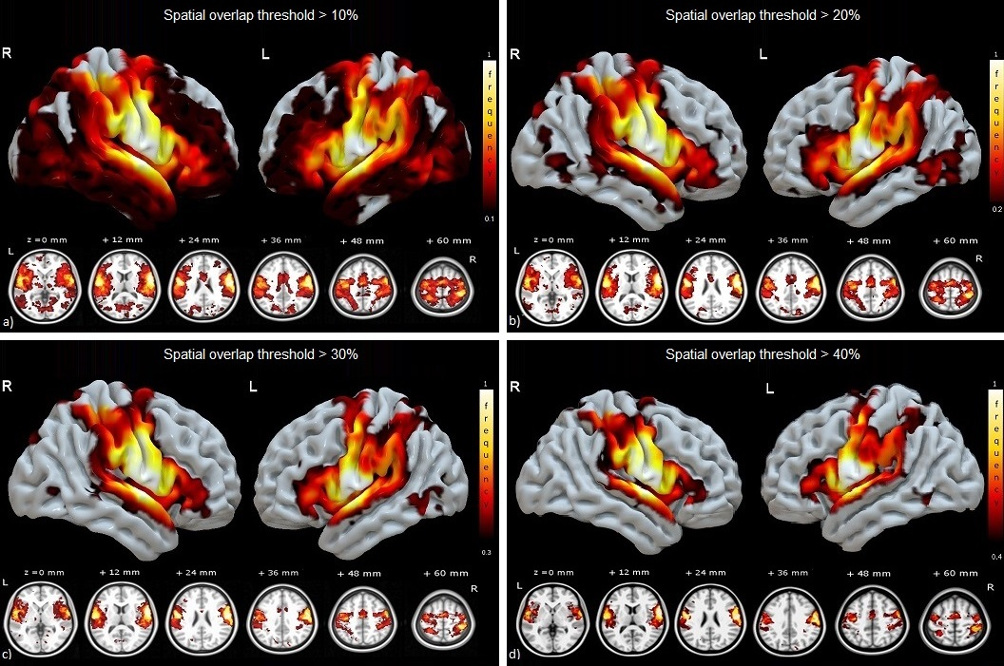 Spatial overlap threshold > 10%
R
L
1
frequenc
0.1
z = 0 mm
+ 12 mm
+ 24 mm
+ 36 mm
+ 48 mm
+ 60 mm
L
R
a)
Spatial overlap threshold > 20%
R
L
1
frequen
0.2
z = 0 mm
+ 12 mm
+ 24 mm
+ 36 mm
+ 48 mm
+ 60 mm
L
R
b)
Spatial overlap threshold > 30%
R
L
1
frequenc
0.3
z = 0 mm
+ 12 mm
+ 24 mm
+ 36 mm
+ 48 mm
+ 60 mm
L
R
c)
Spatial overlap threshold > 40%
R
L
1
frequen
0.4
z = 0 mm
+ 12 mm
+ 24 mm
+ 36 mm
+ 48 mm
+ 60 mm
L
R
d)